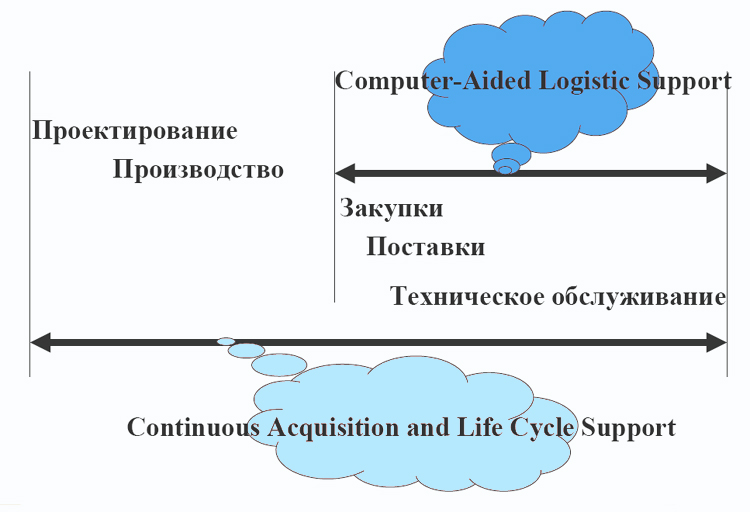 Computer-Aided Logistic Support
Проектирование
Производство
Закупки
Поставки
Техническое обслуживание
Continuous Acquisition and Life Cycle Support